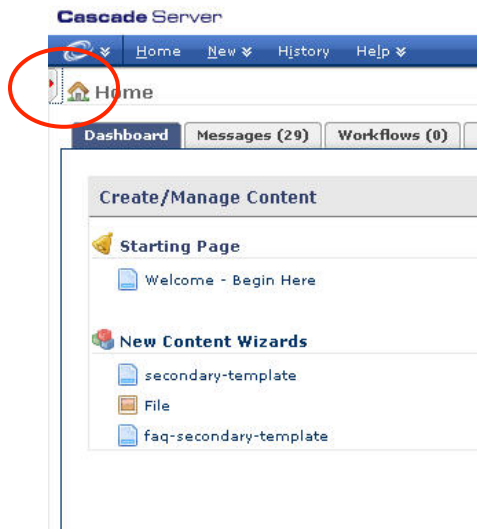 Cascade Server
Home New History Help
Home
Dashboard Messages (29) Workflows (0)
Create/Manage Content
Starting Page
Welcome - Begin Here
New Content Wizards
secondary-template
File
faq-secondary-template